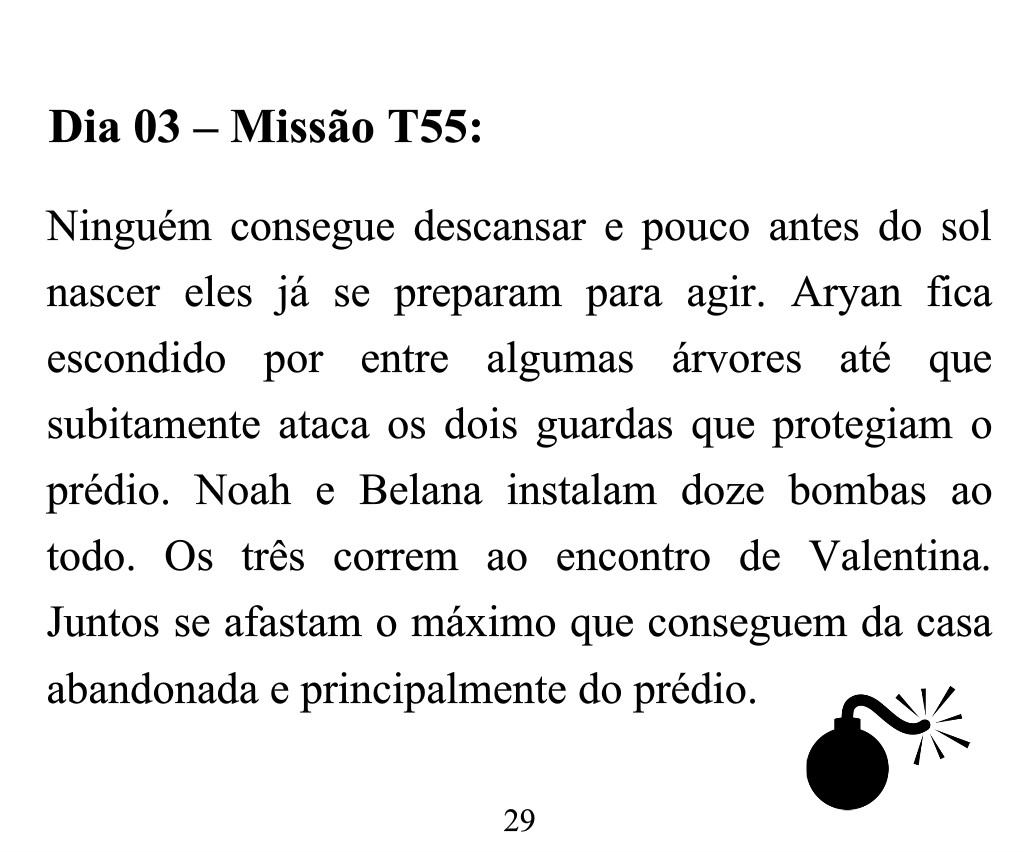 Dia 03 – Missão T55:
Ninguém consegue descansar e pouco antes do sol
nascer eles já se preparam para agir. Aryan fica
escondido por entre algumas árvores até que
subitamente ataca os dois guardas que protegiam o
prédio. Noah e Belana instalam doze bombas ao
todo. Os três correm ao encontro de Valentina.
Juntos se afastam o máximo que conseguem da casa
abandonada e principalmente do prédio.
29